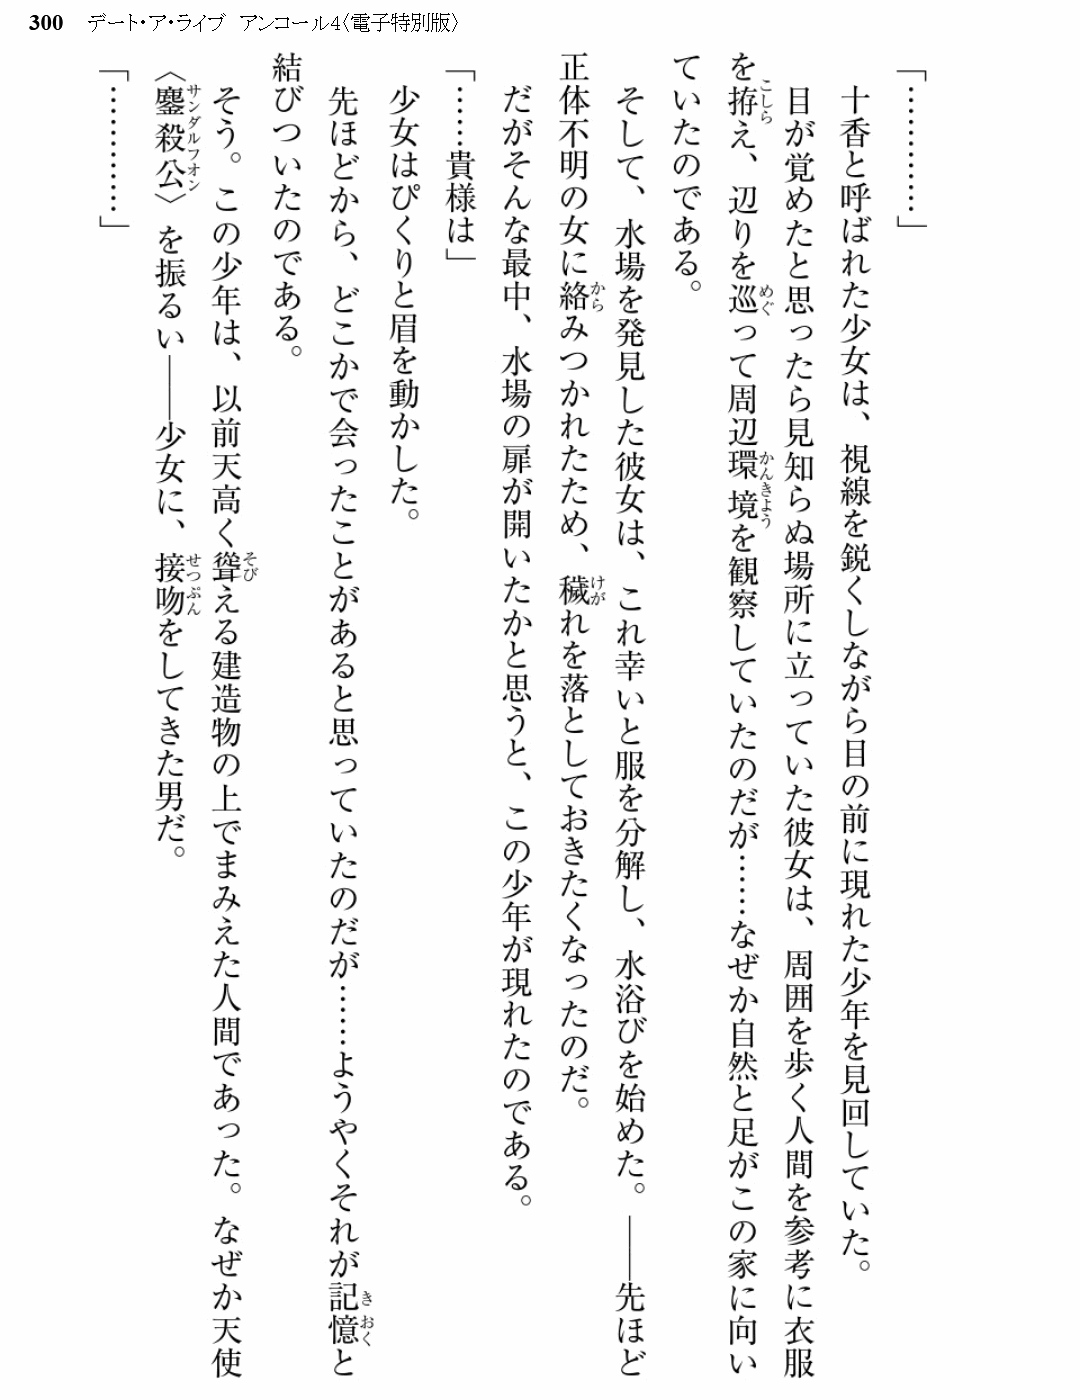 300 デート・ア・ライブ アンコール4〈電子特別版〉
「…………」
十香と呼ばれた少女は、視線を鋭くしながら目の前に現れた少年を見回していた。
目が覚めたと思ったら見知らぬ場所に立っていた彼女は、周囲を歩く人間を参考に衣服
を拵え、辺りを巡って周辺環境を観察していたのだが……なぜか自然と足がこの家に向い
ていたのである。
そして、水場を発見した彼女は、これ幸いと服を分解し、水浴びを始めた。――先ほど
正体不明の女に絡みつかれたため、穢れを落としておきたくなったのだ。
だがそんな最中、水場の扉が開いたかと思うと、この少年が現れたのである。
「……貴様は」
少女はぴくりと眉を動かした。
先ほどから、どこかで会ったことがあると思っていたのだが……ようやくそれが記憶と
結びついたのである。
そう。この少年は、以前天高く聳える建造物の上でまみえた人間であった。なぜか天使
〈鏖殺公〉を振るい――少女に、接吻をしてきた男だ。
「…………」